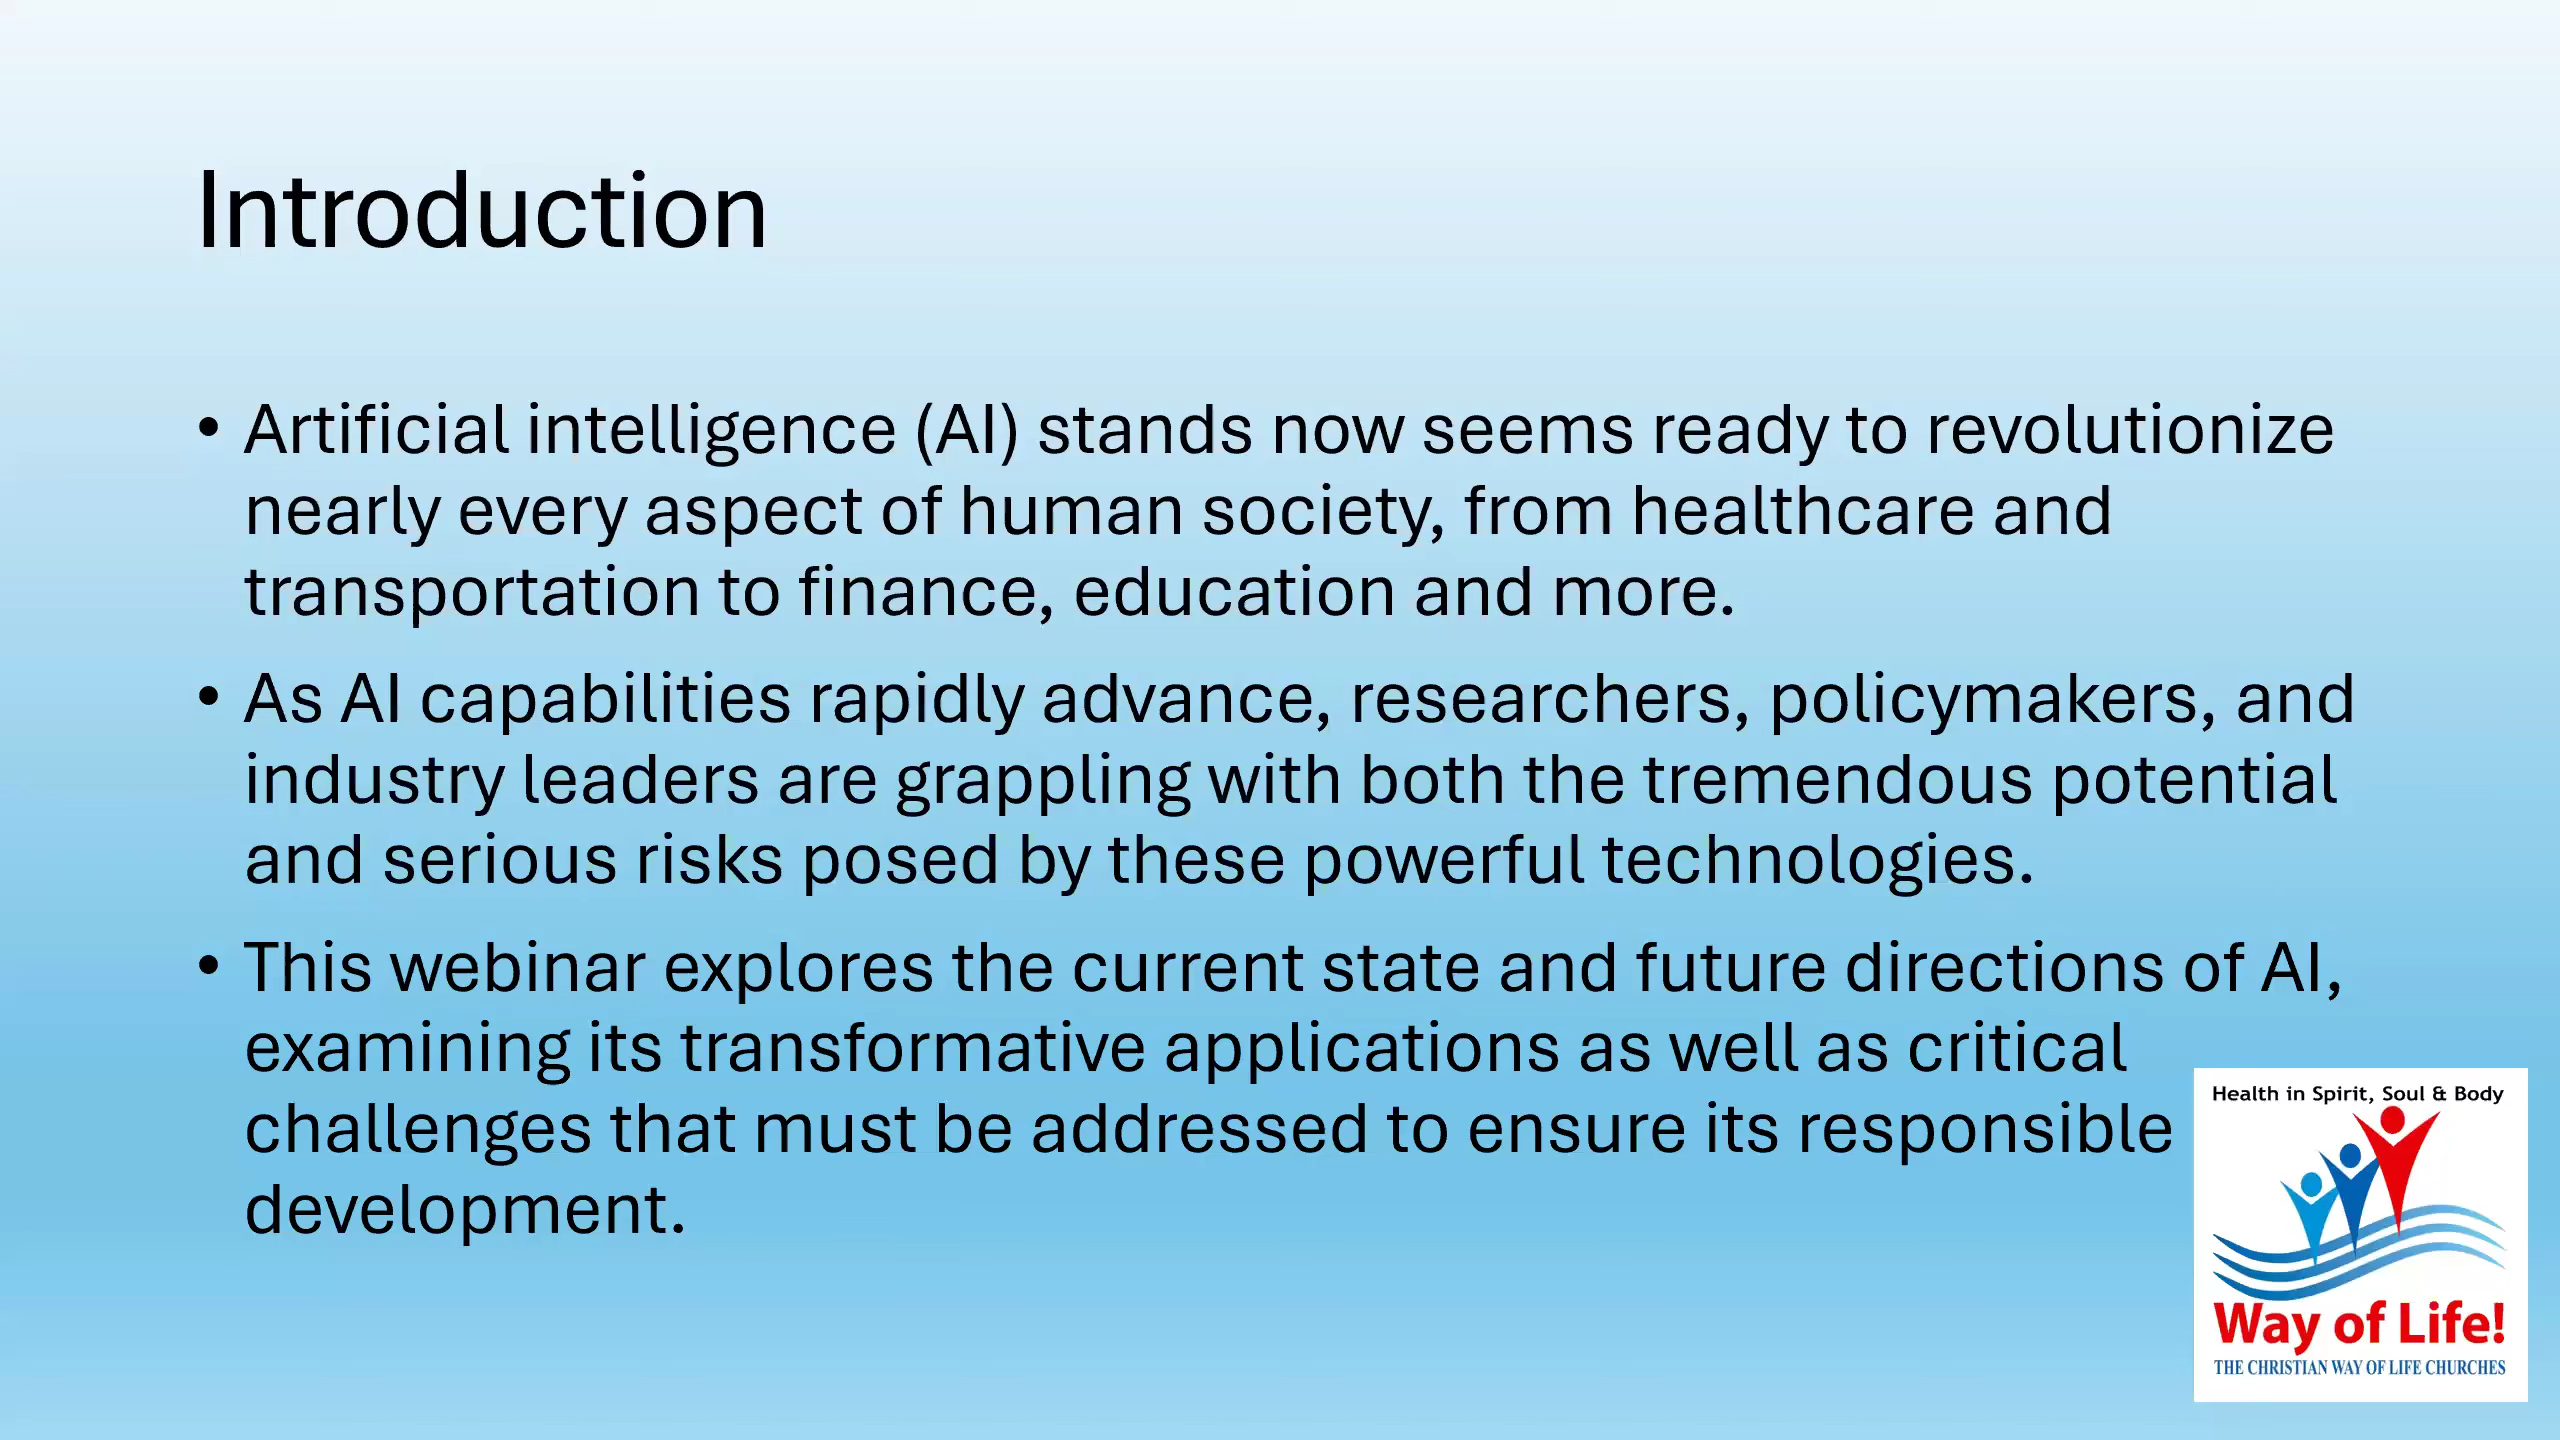 Introduction
• Artificial intelligence (AI) stands now seems ready to revolutionize
nearly every aspect of human society, from healthcare and
transportation to finance, education and more.
• As AI capabilities rapidly advance, researchers, policymakers, and
industry leaders are grappling with both the tremendous potential
and serious risks posed by these powerful technologies.
• This webinar explores the current state and future directions of AI,
examining its transformative applications as well as critical
challenges that must be addressed to ensure its responsible
development.
Health in Spirit, Soul & Body
Way of Life!
THE CHRISTIAN WAY OF LIFE CHURCHES